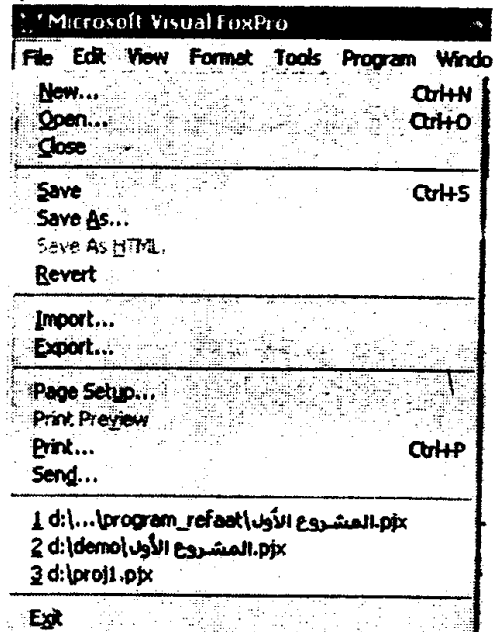 Microsoft Visual FoxPro
File Edit View Format Tools Program Windo
New... Ctrl+N
Open... Ctrl+O
Close
Save Ctrl+S
Save As...
Save As HTML.
Revert
Import...
Export...
Page Setup...
Print Preview
Print... Ctrl+P
Send...
1 d:\...\program_refaat\المشروع الأول.pjx
2 d:\demo\المشروع الأول.pjx
3 d:\proj1.pjx
Exit